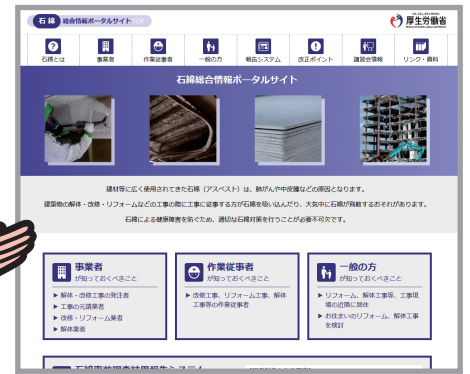 石綿 総合情報ポータルサイトTOP
厚生労働省
石綿とは 事業者 作業従事者 一般の方 報告システム 改正ポイント 講習会情報 リンク・資料
石綿総合情報ポータルサイト
建材等に広く使用されてきた石綿（アスベスト）は、肺がんや中皮腫などの原因となります。
建築物の解体・改修・リフォームなどの工事の際に工事に従事する方が石綿を吸い込んだり、大気中に石綿が飛散するおそれがあります。
石綿による健康障害を防ぐため、適切な石綿対策を行うことが必要不可欠です。
事業者
が知っておくべきこと
▶ 解体・改修工事の発注者
▶ 工事の元請業者
▶ 改修・リフォーム業者
▶ 解体業者
作業従事者
が知っておくべきこと
▶ 改修工事、リフォーム工事、解体
工事等の作業従事者
一般の方
が知っておくべきこと
▶ リフォーム、解体工事等、工事現
場の近隣に居住
▶ お住まいのリフォーム、解体工事
を検討
石綿事前調査結果報告システム